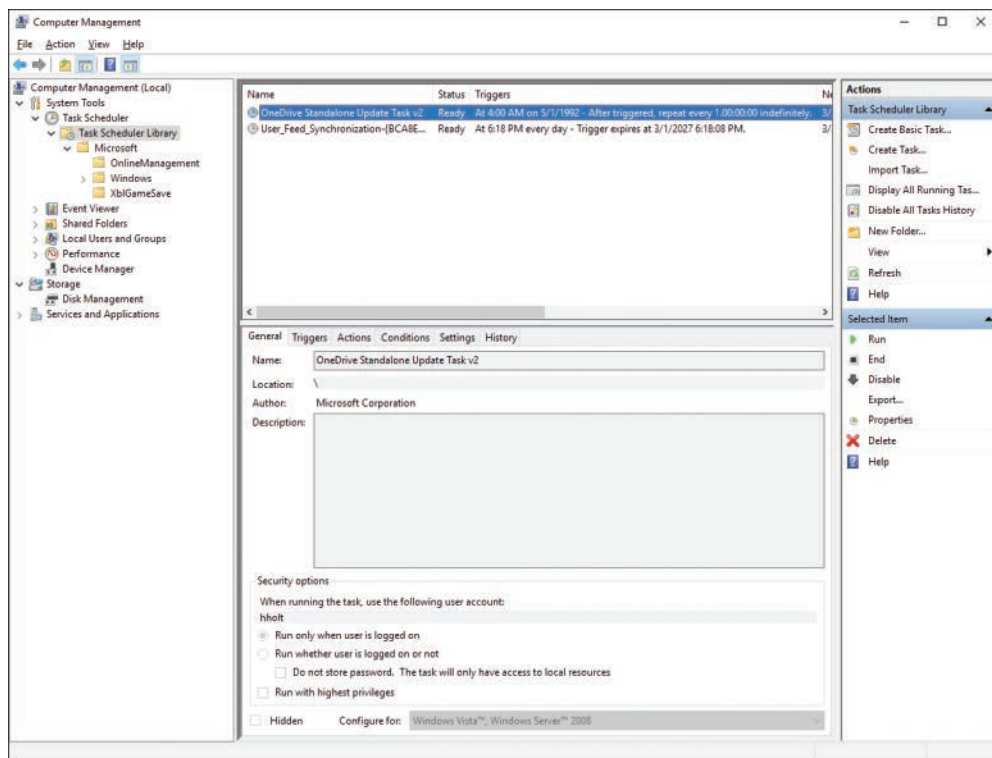 Computer Management
File Action View Help
Computer Management (Local)
System Tools
Task Scheduler
Task Scheduler Library
Microsoft
OnlineManagement
Windows
XblGameSave
Event Viewer
Shared Folders
Local Users and Groups
Performance
Device Manager
Storage
Disk Management
Services and Applications
Name Status Triggers
OneDrive Standalone Update Task v2 Ready At 4:00 AM on 5/1/1992 - After triggered, repeat every 1.00:00:00 indefinitely. 3/
User_Feed_Synchronization-{BCA8E... Ready At 6:18 PM every day - Trigger expires at 3/1/2027 6:18:08 PM. 3/
General Triggers Actions Conditions Settings History
Name: OneDrive Standalone Update Task v2
Location: \
Author: Microsoft Corporation
Description:
Security options
When running the task, use the following user account:
hholt
Run only when user is logged on
Run whether user is logged on or not
Do not store password. The task will only have access to local resources
Run with highest privileges
Hidden Configure for: Windows Vista™, Windows Server™ 2008
Actions
Task Scheduler Library
Create Basic Task...
Create Task...
Import Task...
Display All Running Tas...
Disable All Tasks History
New Folder...
View
Refresh
Help
Selected Item
Run
End
Disable
Export...
Properties
Delete
Help